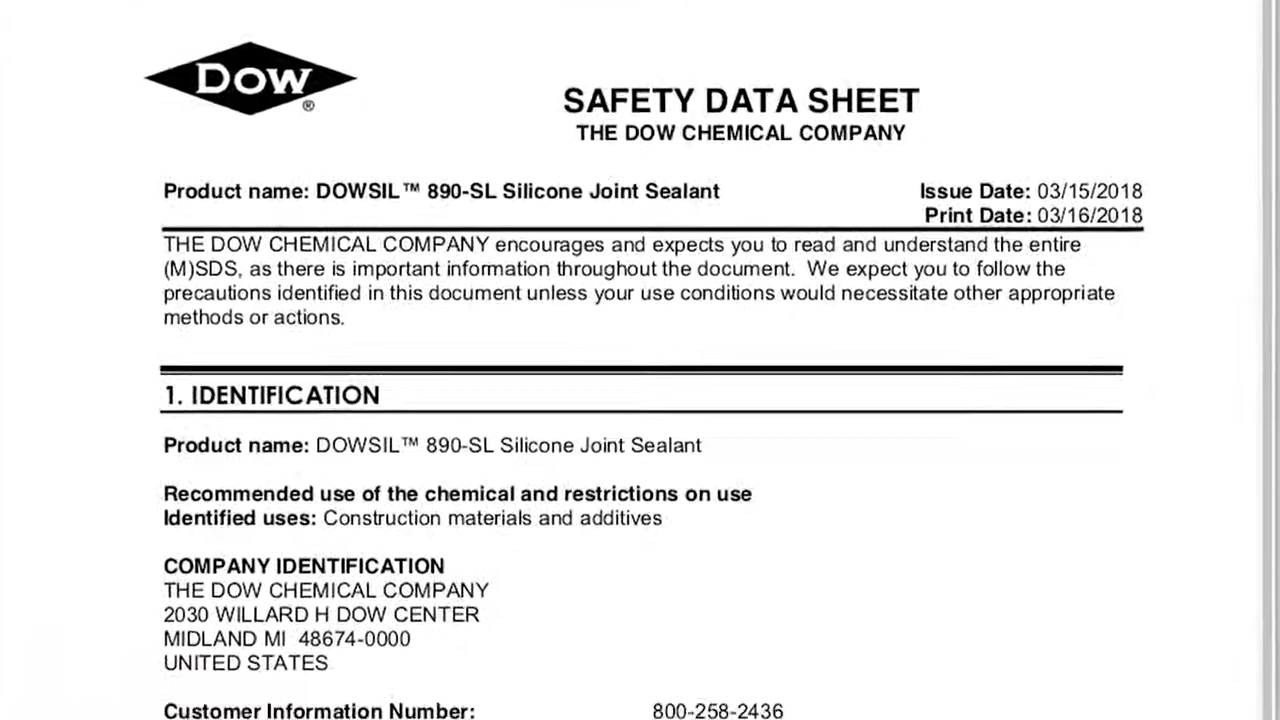 DOW
®
SAFETY DATA SHEET
THE DOW CHEMICAL COMPANY
Product name: DOWSIL™ 890-SL Silicone Joint Sealant
Issue Date: 03/15/2018
Print Date: 03/16/2018
THE DOW CHEMICAL COMPANY encourages and expects you to read and understand the entire
(M)SDS, as there is important information throughout the document. We expect you to follow the
precautions identified in this document unless your use conditions would necessitate other appropriate
methods or actions.
1. IDENTIFICATION
Product name: DOWSIL™ 890-SL Silicone Joint Sealant
Recommended use of the chemical and restrictions on use
Identified uses: Construction materials and additives
COMPANY IDENTIFICATION
THE DOW CHEMICAL COMPANY
2030 WILLARD H DOW CENTER
MIDLAND MI 48674-0000
UNITED STATES
Customer Information Number: 800-258-2436